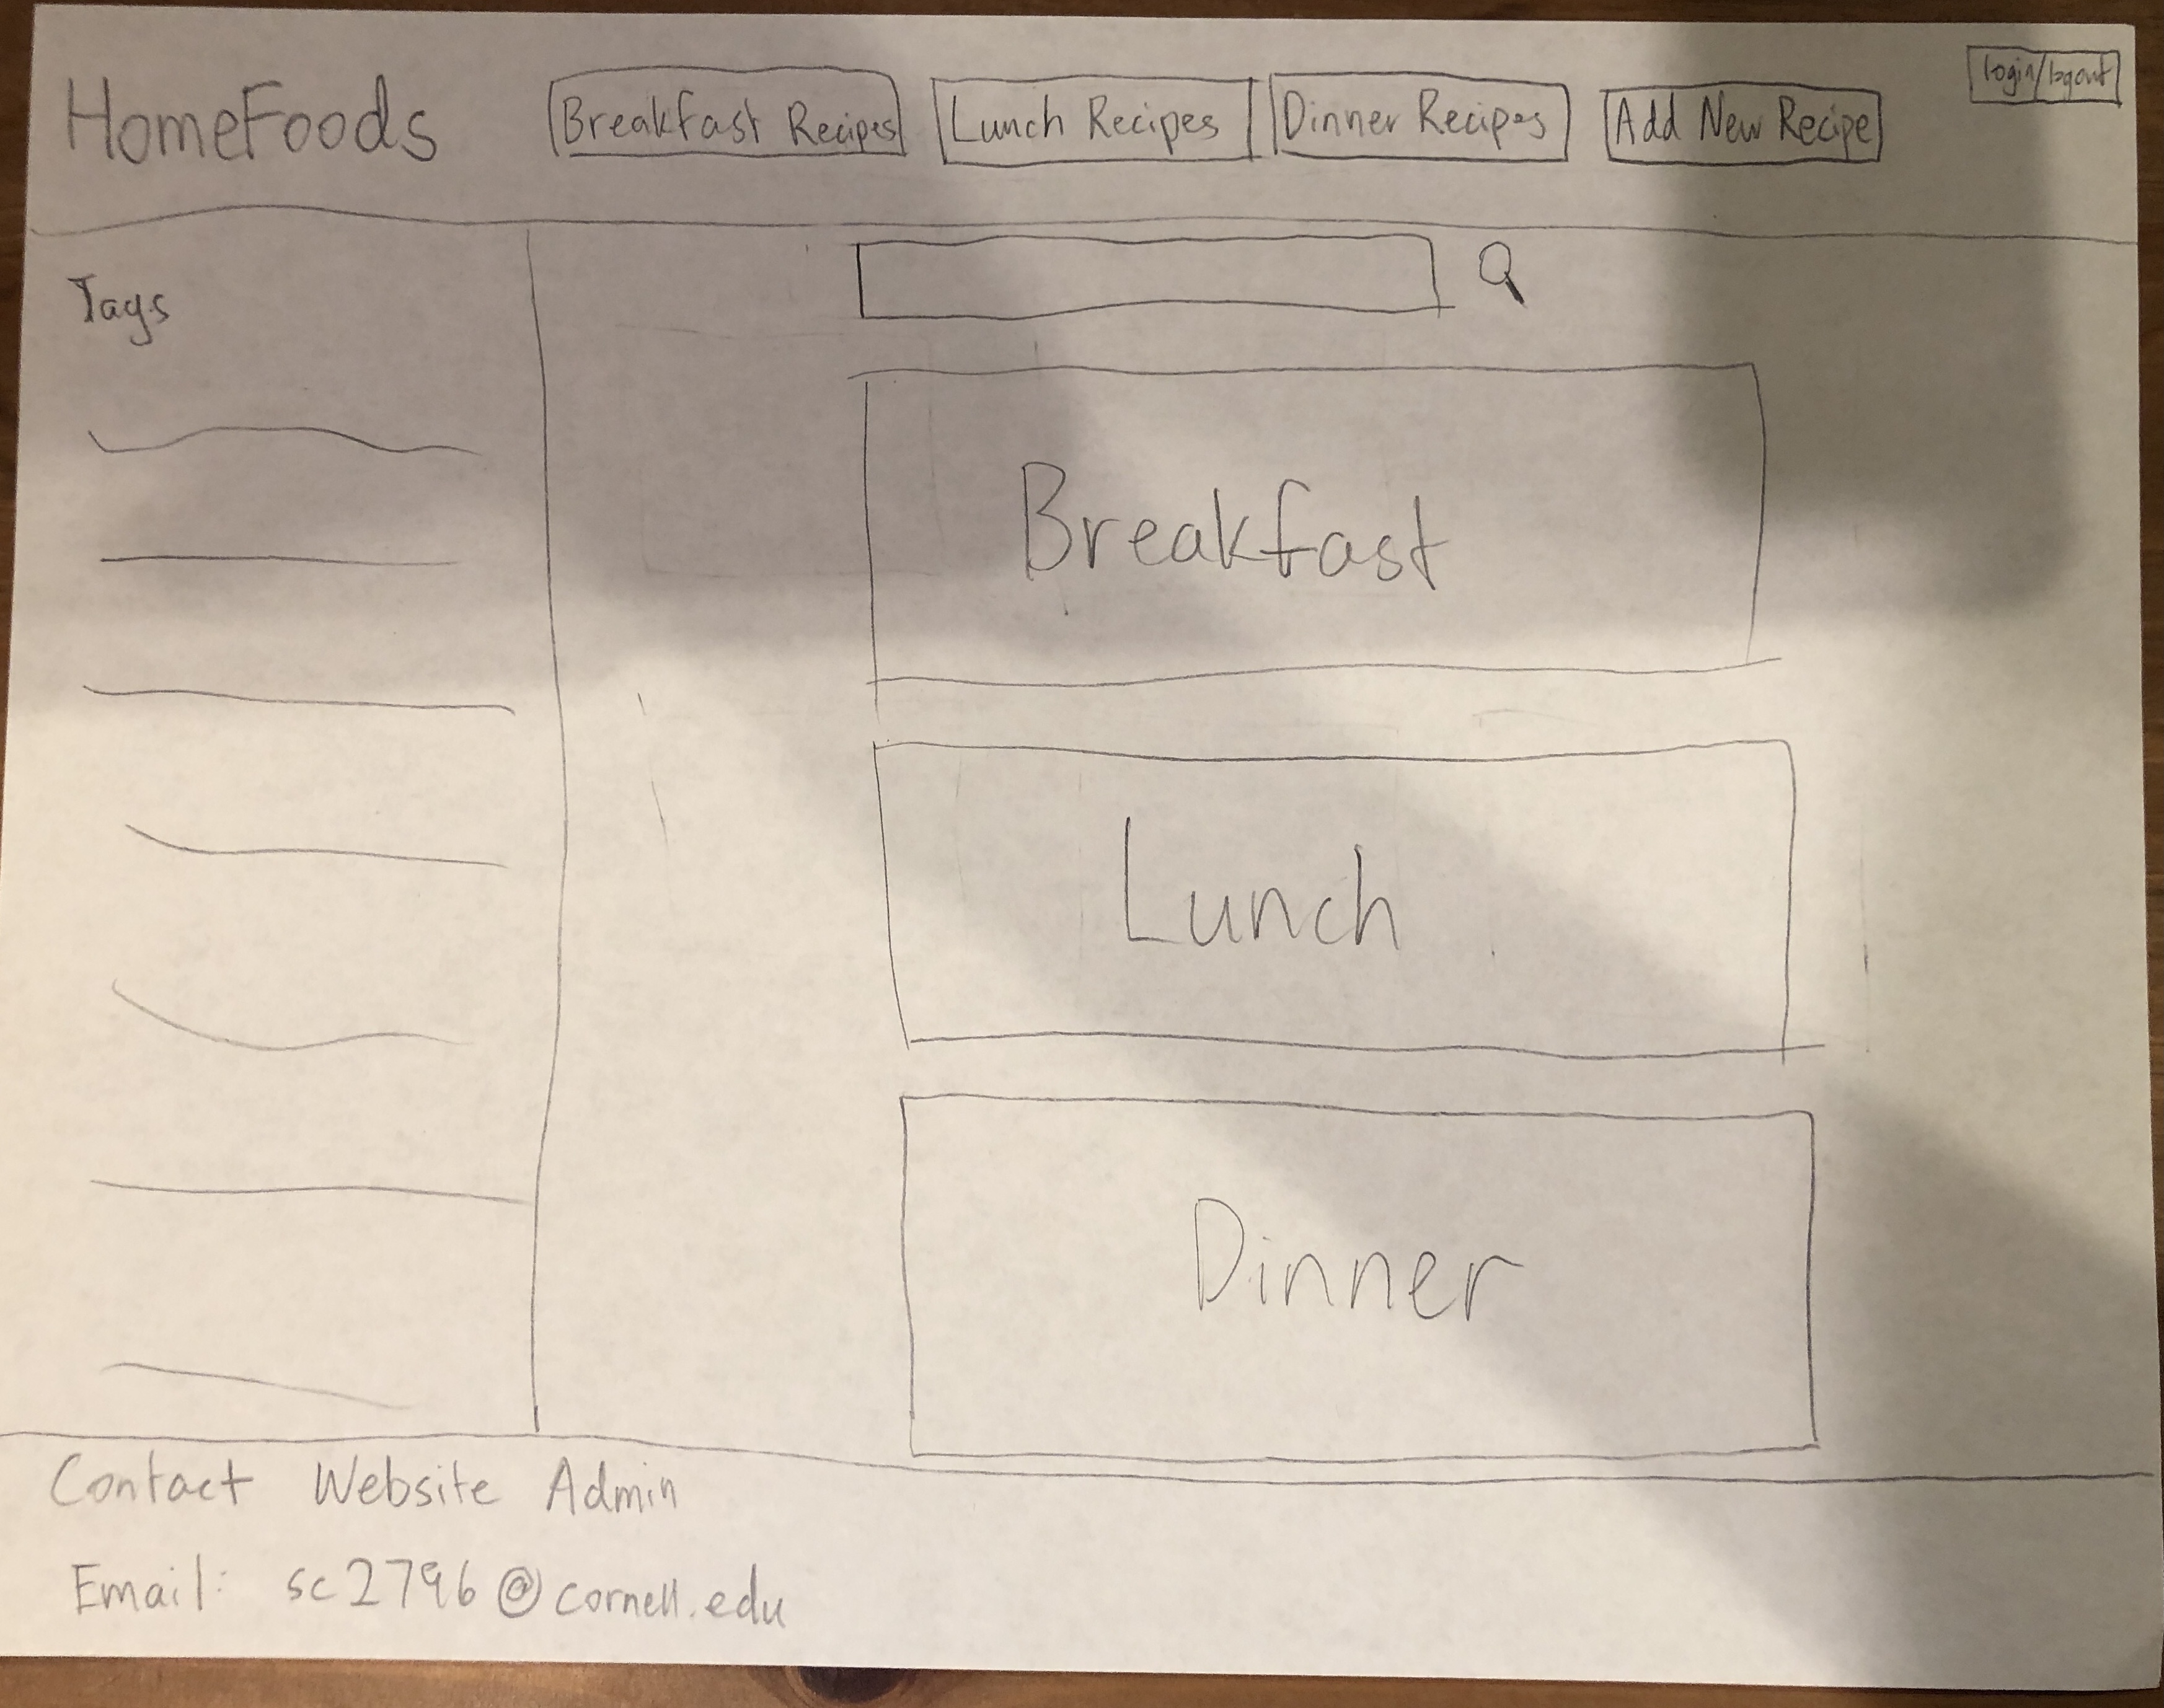 HomeFoods Breakfast Recipes Lunch Recipes Dinner Recipes Add New Recipe login/logout
Tags
Breakfast
Lunch
Dinner
Contact Website Admin
Email: sc2796@cornell.edu